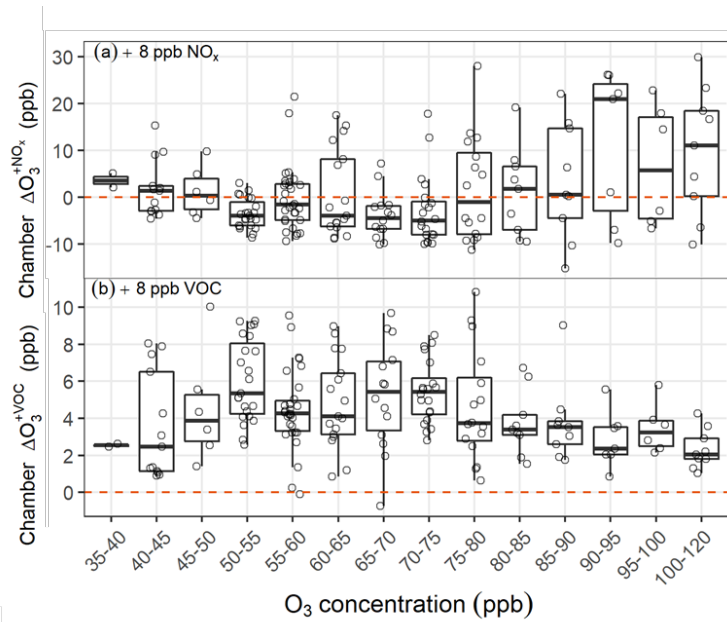 (a) + 8 ppb NOₓ
Chamber ΔO₃⁺ᴺᴼˣ (ppb)
30
20
10
0
-10
(b) + 8 ppb VOC
Chamber ΔO₃⁺ⱽᴼC (ppb)
10
8
6
4
2
0
35-40 40-45 45-50 50-55 55-60 60-65 65-70 70-75 75-80 80-85 85-90 90-95 95-100 100-120
O₃ concentration (ppb)